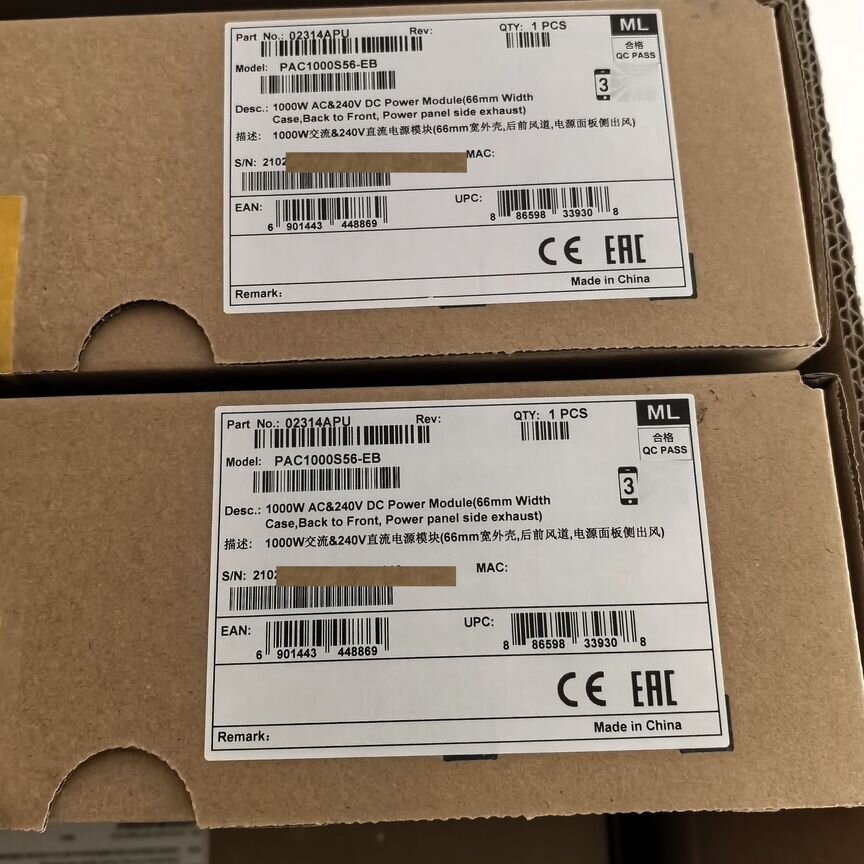 Part No.: 02314APU Rev: QTY: 1 PCS ML
合格
QC PASS
Model: PAC1000S56-EB
3
Desc.: 1000W AC&240V DC Power Module(66mm Width
Case,Back to Front, Power panel side exhaust)
描述: 1000W交流&240V直流电源模块(66mm宽外壳,后前风道,电源面板侧出风)
S/N: 2102 MAC:
EAN: 6 901443 448869 UPC: 8 86598 33930 8
CE EAC
Made in China
Remark:
Part No.: 02314APU Rev: QTY: 1 PCS ML
合格
QC PASS
Model: PAC1000S56-EB
3
Desc.: 1000W AC&240V DC Power Module(66mm Width
Case,Back to Front, Power panel side exhaust)
描述: 1000W交流&240V直流电源模块(66mm宽外壳,后前风道,电源面板侧出风)
S/N: 2102 MAC:
EAN: 6 901443 448869 UPC: 8 86598 33930 8
CE EAC
Made in China
Remark: